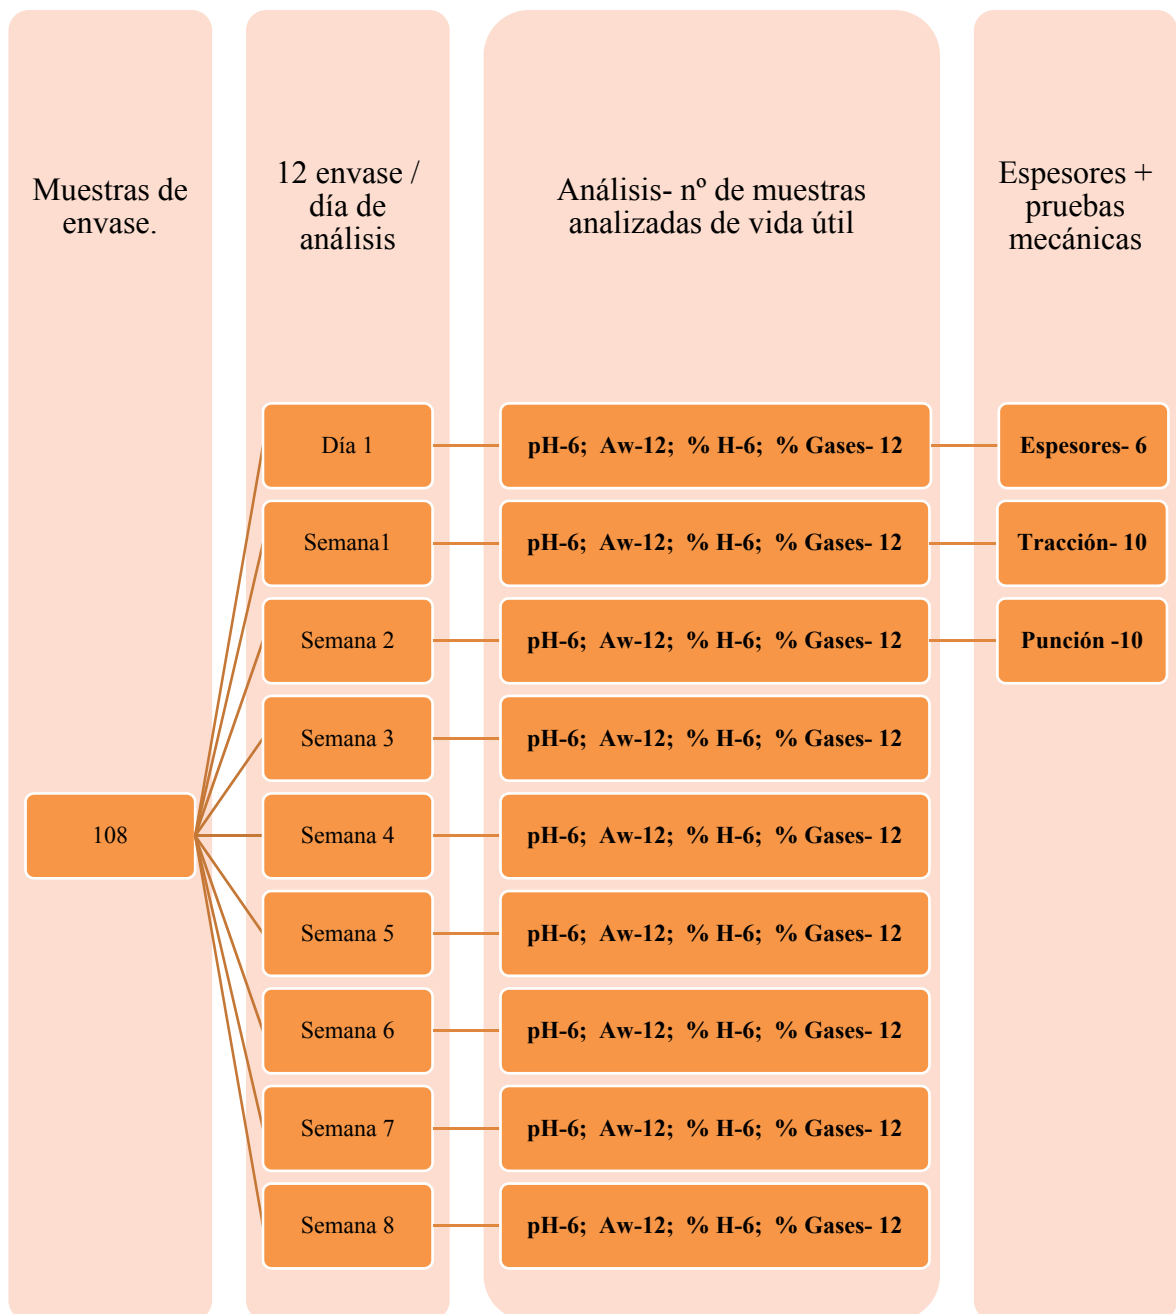 Muestras de
envase.
12 envase /
día de
análisis
Análisis- nº de muestras
analizadas de vida útil
Espesores +
pruebas
mecánicas
108
Día 1
pH-6; Aw-12; % H-6; % Gases- 12
Espesores- 6
Semana1
pH-6; Aw-12; % H-6; % Gases- 12
Tracción- 10
Semana 2
pH-6; Aw-12; % H-6; % Gases- 12
Punción -10
Semana 3
pH-6; Aw-12; % H-6; % Gases- 12
Semana 4
pH-6; Aw-12; % H-6; % Gases- 12
Semana 5
pH-6; Aw-12; % H-6; % Gases- 12
Semana 6
pH-6; Aw-12; % H-6; % Gases- 12
Semana 7
pH-6; Aw-12; % H-6; % Gases- 12
Semana 8
pH-6; Aw-12; % H-6; % Gases- 12